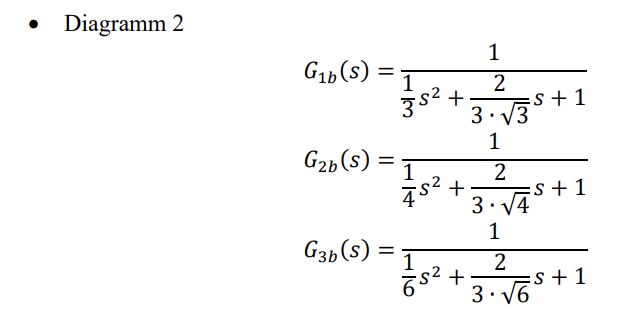 • Diagramm 2
G₁b(s) = 1 / (1/3 s² + 2/(3 · √3) s + 1)
G₂b(s) = 1 / (1/4 s² + 2/(3 · √4) s + 1)
G₃b(s) = 1 / (1/6 s² + 2/(3 · √6) s + 1)